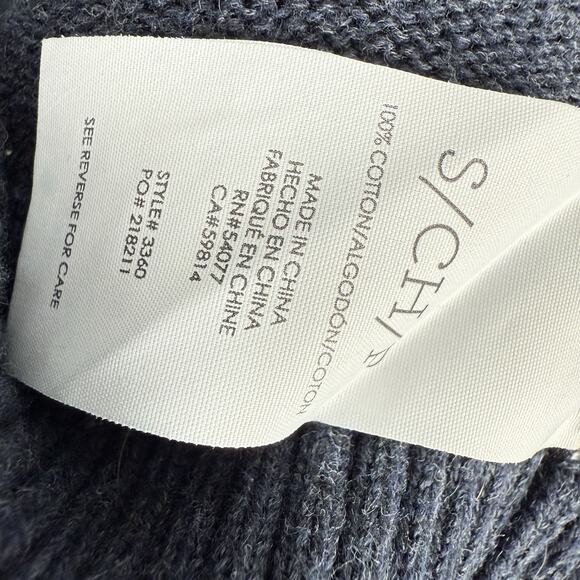 S/CH/P
100% COTTON/ALGODÓN/COTON
MADE IN CHINA
HECHO EN CHINA
FABRIQUÉ EN CHINE
RN#54077
CA#59814
STYLE# 3360
PO# 218211
SEE REVERSE FOR CARE